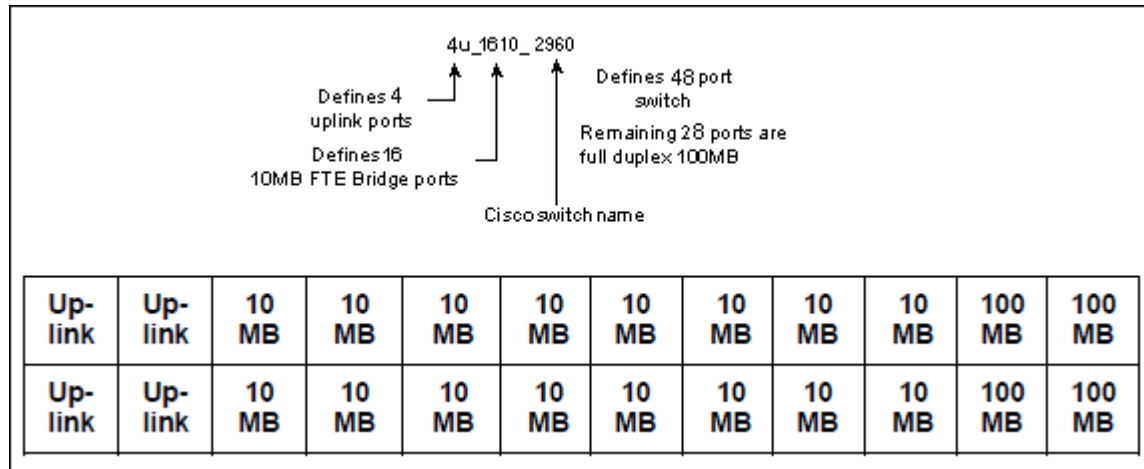 4u_1610_ 2960
Defines 4
uplink ports
Defines 48 port
switch
Remaining 28 ports are
full duplex 100MB
Defines 16
10MB FTE Bridge ports
Cisco switch name
Up-link Up-link 10 MB 10 MB 10 MB 10 MB 10 MB 10 MB 10 MB 10 MB 100 MB 100 MB
Up-link Up-link 10 MB 10 MB 10 MB 10 MB 10 MB 10 MB 10 MB 10 MB 100 MB 100 MB